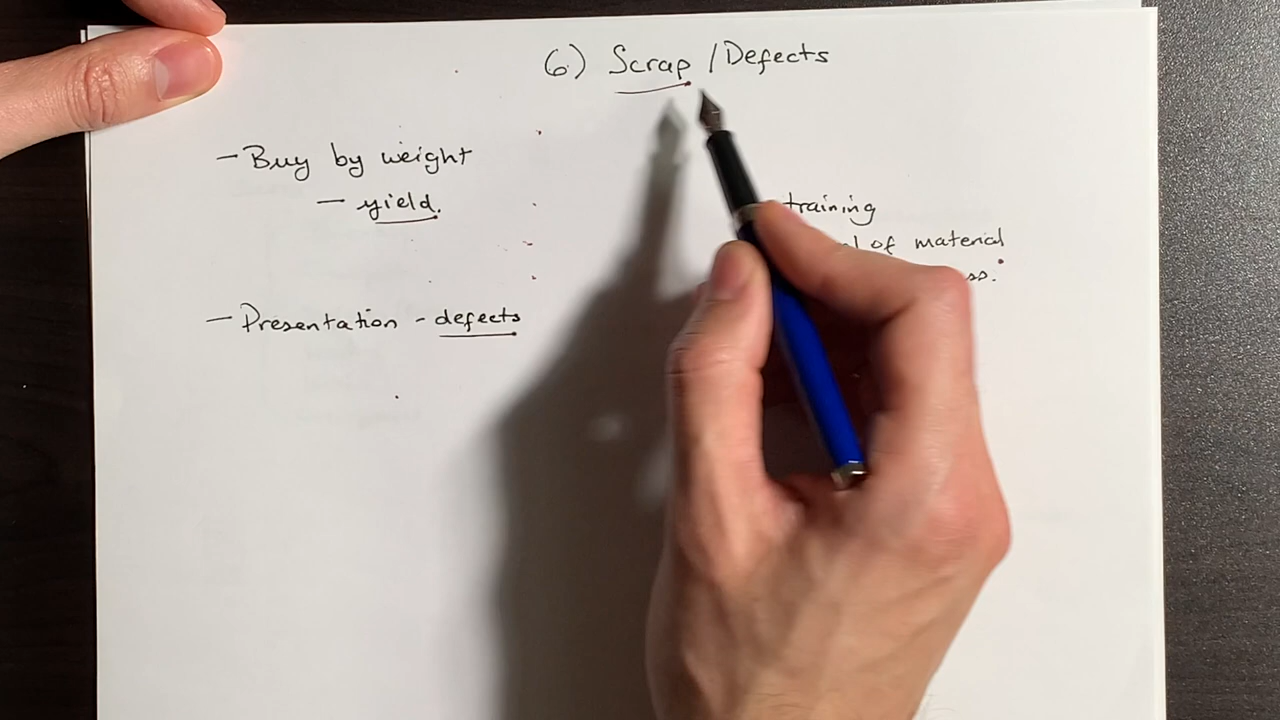 6) Scrap / Defects
- Buy by weight
- yield.
- Presentation - defects
training
of material